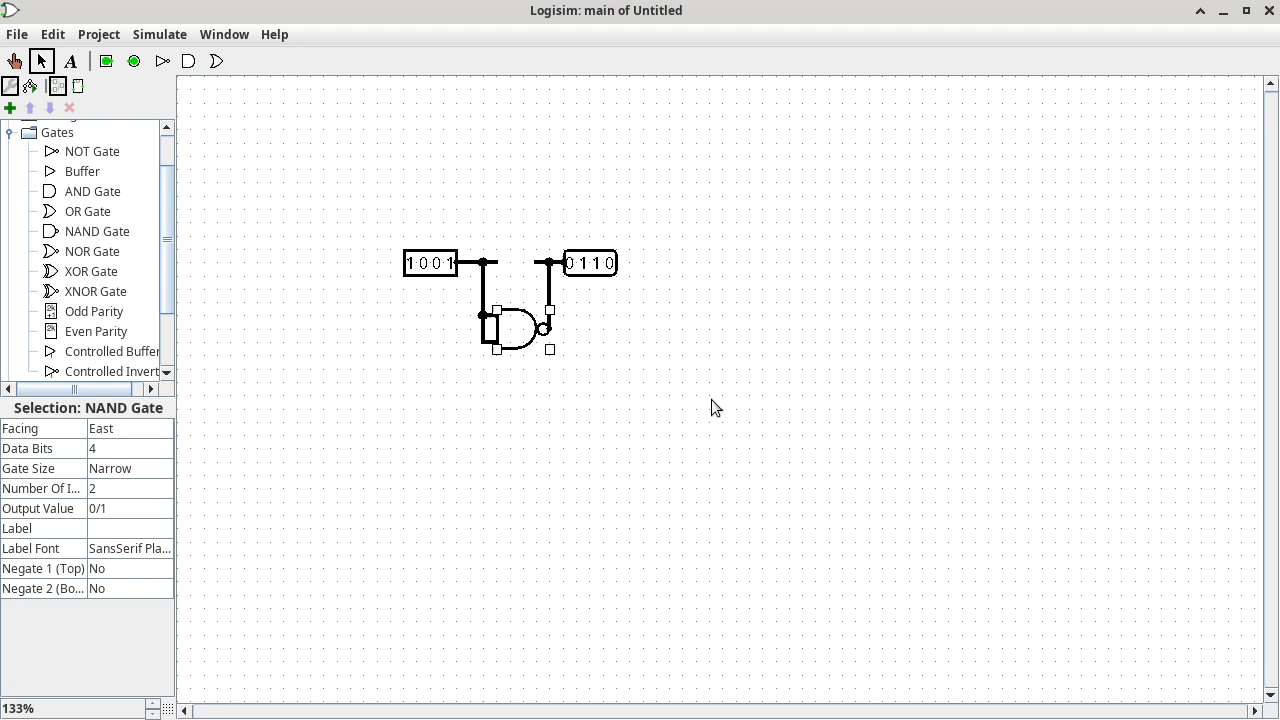 Logisim: main of Untitled
File Edit Project Simulate Window Help
A
Gates
NOT Gate
Buffer
AND Gate
OR Gate
NAND Gate
NOR Gate
XOR Gate
XNOR Gate
Odd Parity
Even Parity
Controlled Buffer
Controlled Invert
1001
0110
Selection: NAND Gate
Facing East
Data Bits 4
Gate Size Narrow
Number Of I... 2
Output Value 0/1
Label
Label Font SansSerif Pla...
Negate 1 (Top) No
Negate 2 (Bo... No
133%